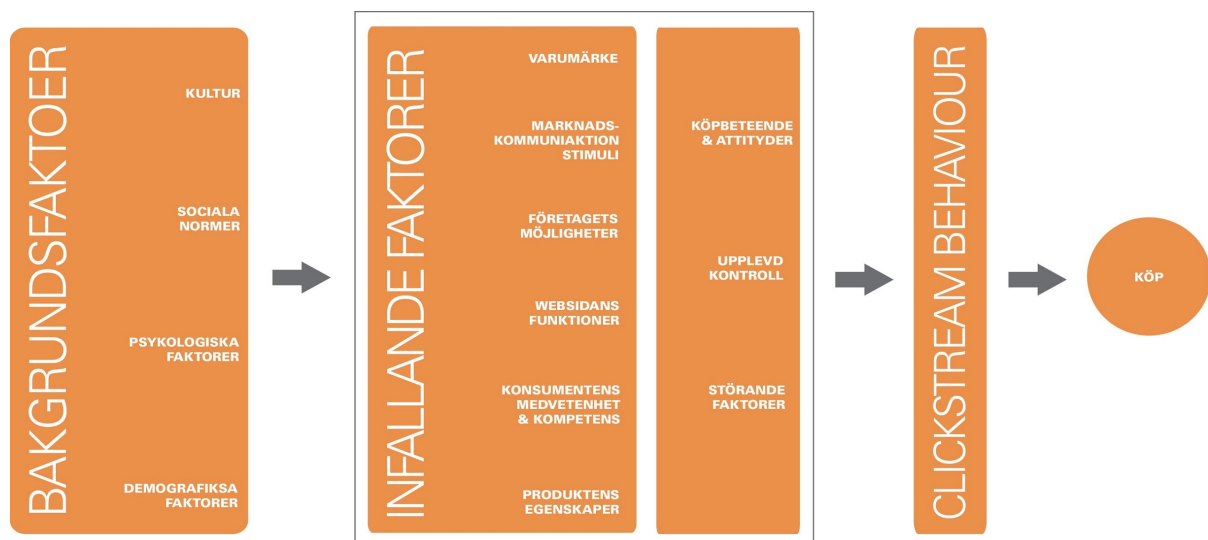 BAKGRUNDSFAKTOER
KULTUR
SOCIALA
NORMER
PSYKOLOGISKA
FAKTORER
DEMOGRAFIKSA
FAKTORER
INFALLANDE FAKTORER
VARUMÄRKE
MARKNADS-
KOMMUNIAKTION
STIMULI
FÖRETAGETS
MÖJLIGHETER
WEBSIDANS
FUNKTIONER
KONSUMENTENS
MEDVETENHET
& KOMPETENS
PRODUKTENS
EGENSKAPER
KÖPBETEENDE
& ATTITYDER
UPPLEVD
KONTROLL
STÖRANDE
FAKTORER
CLICKSTREAM BEHAVIOUR
KÖP